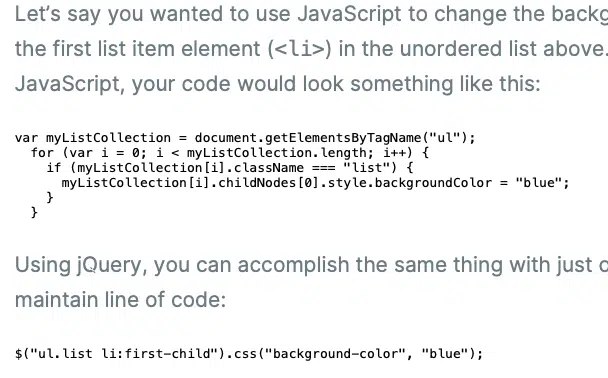 Let's say you wanted to use JavaScript to change the backg
the first list item element (<li>) in the unordered list above.
JavaScript, your code would look something like this:
var myListCollection = document.getElementsByTagName("ul");
for (var i = 0; i < myListCollection.length; i++) {
if (myListCollection[i].className === "list") {
myListCollection[i].childNodes[0].style.backgroundColor = "blue";
}
}
Using jQuery, you can accomplish the same thing with just o
maintain line of code:
$("ul.list li:first-child").css("background-color", "blue");